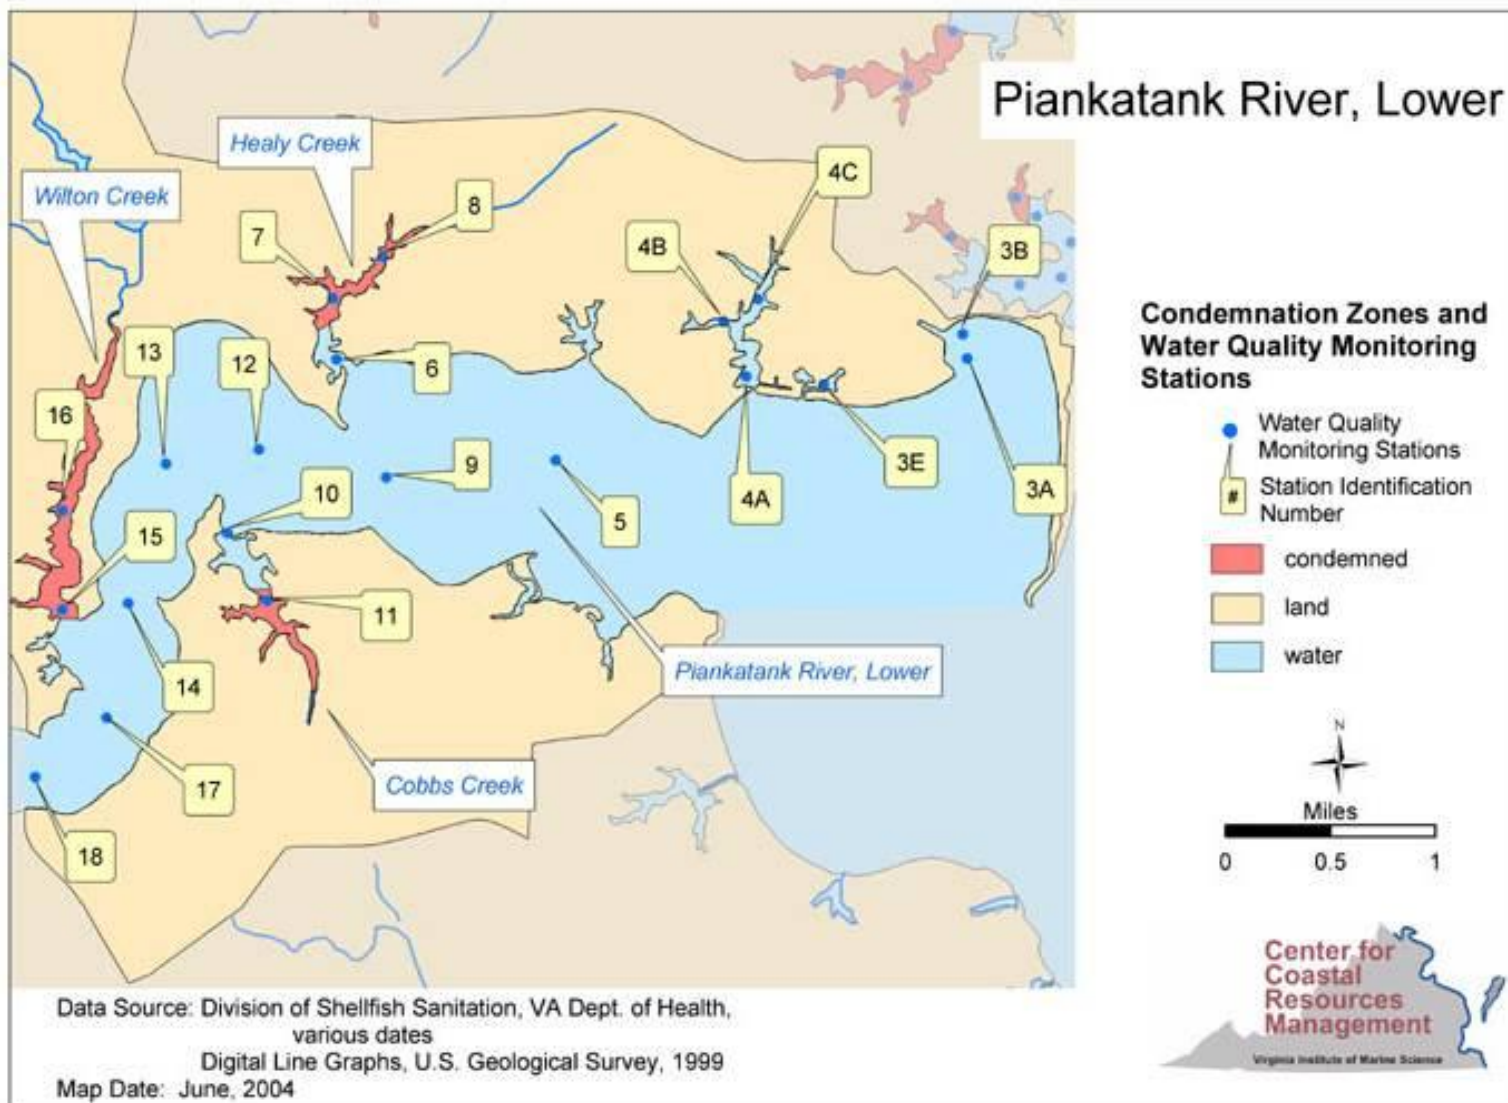 Piankatank River, Lower
Healy Creek
Wilton Creek
4C
8
7
4B
3B
13
12
6
16
9
3E
10
3A
4A
5
15
11
14
Piankatank River, Lower
17
Cobbs Creek
18
Condemnation Zones and
Water Quality Monitoring
Stations
Water Quality
Monitoring Stations
# Station Identification
Number
condemned
land
water
N
Miles
0 0.5 1
Center for
Coastal
Resources
Management
Virginia Institute of Marine Science
Data Source: Division of Shellfish Sanitation, VA Dept. of Health,
various dates
Digital Line Graphs, U.S. Geological Survey, 1999
Map Date: June, 2004